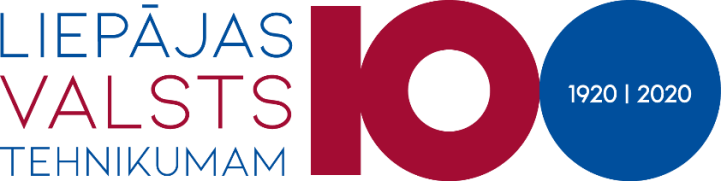 LIEPĀJAS
VALSTS
TEHNIKUMAM
100
1920 | 2020